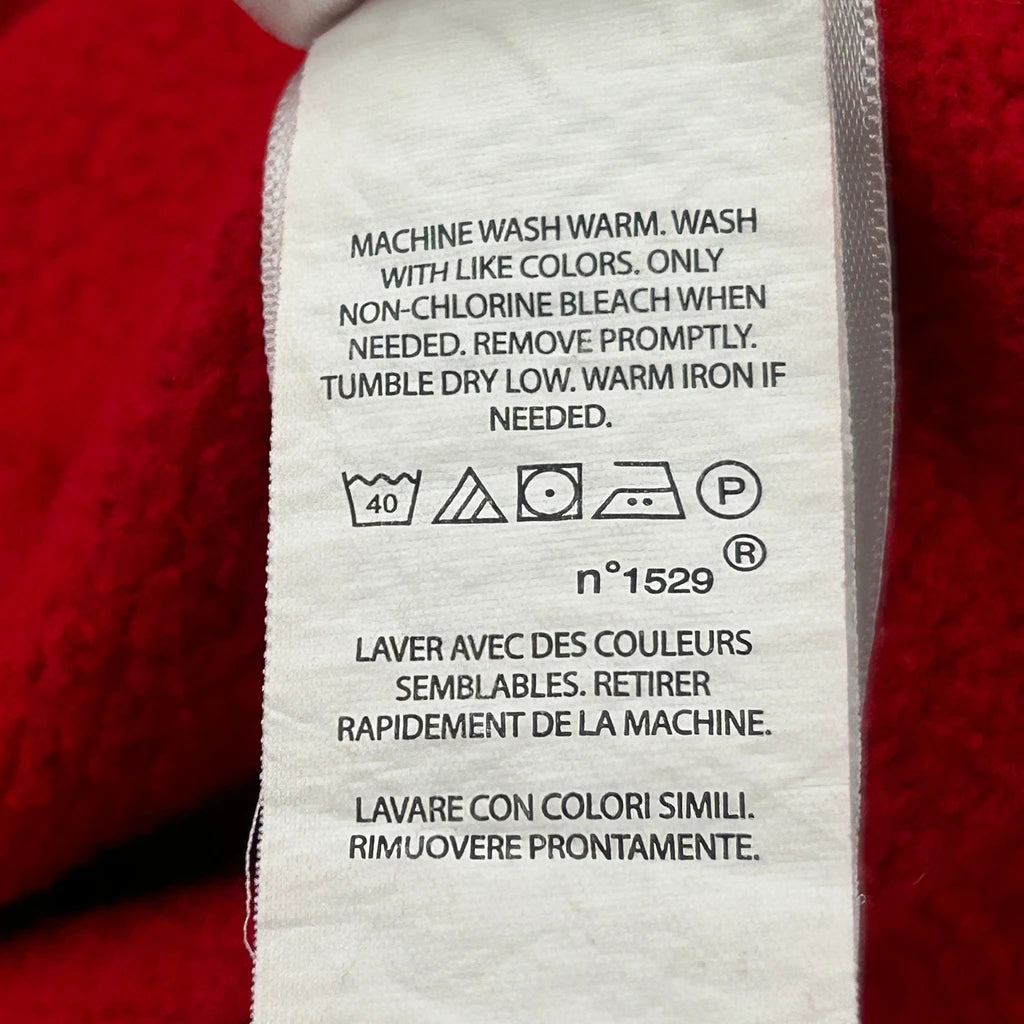 MACHINE WASH WARM. WASH
WITH LIKE COLORS. ONLY
NON-CHLORINE BLEACH WHEN
NEEDED. REMOVE PROMPTLY.
TUMBLE DRY LOW. WARM IRON IF
NEEDED.
40 P
n°1529 ®
LAVER AVEC DES COULEURS
SEMBLABLES. RETIRER
RAPIDEMENT DE LA MACHINE.
LAVARE CON COLORI SIMILI.
RIMUOVERE PRONTAMENTE.